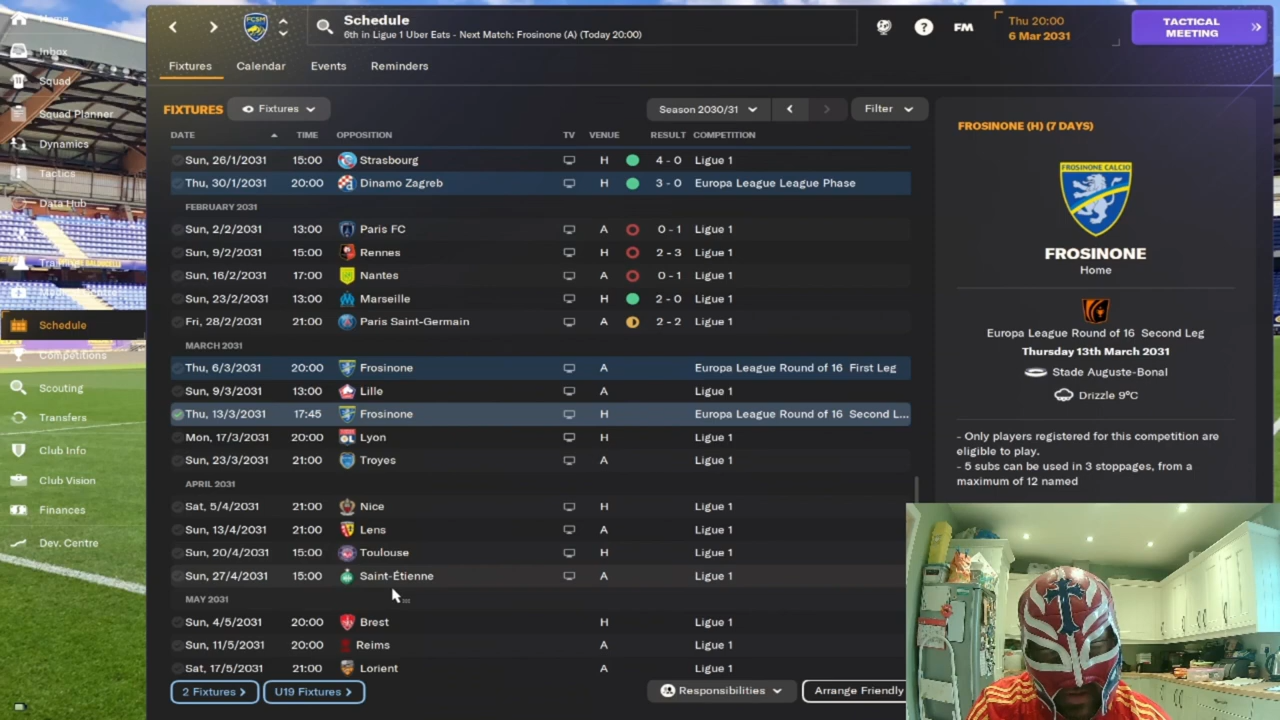 Home
Inbox
Squad
Squad Planner
Dynamics
Tactics
Data Hub
Schedule
Competitions
Scouting
Transfers
Club Info
Club Vision
Finances
Dev. Centre
FCSM
Schedule
6th in Ligue 1 Uber Eats - Next Match: Frosinone (A) (Today 20:00)
?
FM
Thu 20:00
6 Mar 2031
TACTICAL MEETING
Fixtures Calendar Events Reminders
FIXTURES Fixtures Season 2030/31 Filter
DATE TIME OPPOSITION TV VENUE RESULT COMPETITION
Sun, 26/1/2031 15:00 Strasbourg H 4 - 0 Ligue 1
Thu, 30/1/2031 20:00 Dinamo Zagreb H 3 - 0 Europa League League Phase
FEBRUARY 2031
Sun, 2/2/2031 13:00 Paris FC A 0 - 1 Ligue 1
Sun, 9/2/2031 15:00 Rennes H 2 - 3 Ligue 1
Sun, 16/2/2031 17:00 Nantes A 0 - 1 Ligue 1
Sun, 23/2/2031 13:00 Marseille H 2 - 0 Ligue 1
Fri, 28/2/2031 21:00 Paris Saint-Germain A 2 - 2 Ligue 1
MARCH 2031
Thu, 6/3/2031 20:00 Frosinone A Europa League Round of 16 First Leg
Sun, 9/3/2031 13:00 Lille A Ligue 1
Thu, 13/3/2031 17:45 Frosinone H Europa League Round of 16 Second L...
Mon, 17/3/2031 20:00 Lyon H Ligue 1
Sun, 23/3/2031 21:00 Troyes A Ligue 1
APRIL 2031
Sat, 5/4/2031 21:00 Nice H Ligue 1
Sun, 13/4/2031 21:00 Lens A Ligue 1
Sun, 20/4/2031 15:00 Toulouse H Ligue 1
Sun, 27/4/2031 15:00 Saint-Étienne A Ligue 1
MAY 2031
Sun, 4/5/2031 20:00 Brest H Ligue 1
Sun, 11/5/2031 20:00 Reims A Ligue 1
Sat, 17/5/2031 21:00 Lorient A Ligue 1
2 Fixtures > U19 Fixtures > Responsibilities Arrange Friendly
FROSINONE (H) (7 DAYS)
FROSINONE CALCIO
FROSINONE
Home
Europa League Round of 16 Second Leg
Thursday 13th March 2031
Stade Auguste-Bonal
Drizzle 9°C
- Only players registered for this competition are
eligible to play.
- 5 subs can be used in 3 stoppages, from a
maximum of 12 named